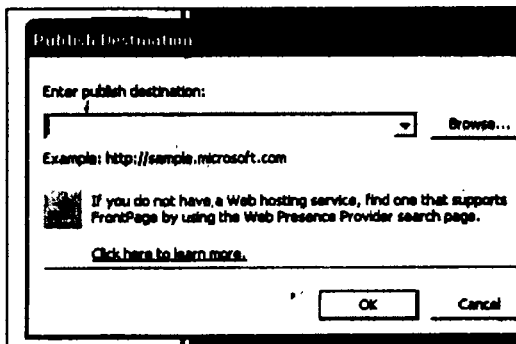 Publish Destination
Enter publish destination:
Browse...
Example: http://sample.microsoft.com
If you do not have a Web hosting service, find one that supports
FrontPage by using the Web Presence Provider search page.
Click here to learn more.
OK
Cancel